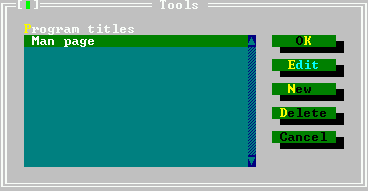 Tools
Program titles
Man page
OK
Edit
New
Delete
Cancel